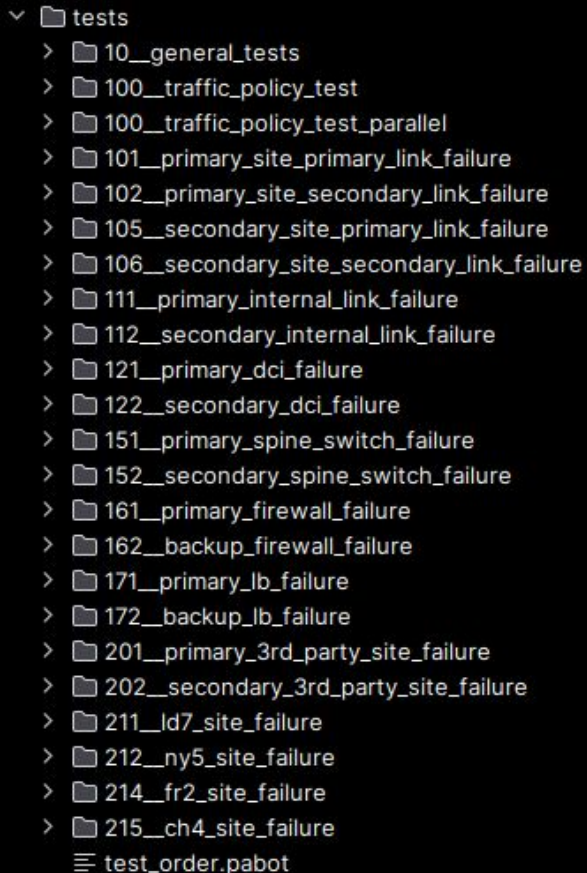 tests
10__general_tests
100__traffic_policy_test
100__traffic_policy_test_parallel
101__primary_site_primary_link_failure
102__primary_site_secondary_link_failure
105__secondary_site_primary_link_failure
106__secondary_site_secondary_link_failure
111__primary_internal_link_failure
112__secondary_internal_link_failure
121__primary_dci_failure
122__secondary_dci_failure
151__primary_spine_switch_failure
152__secondary_spine_switch_failure
161__primary_firewall_failure
162__backup_firewall_failure
171__primary_lb_failure
172__backup_lb_failure
201__primary_3rd_party_site_failure
202__secondary_3rd_party_site_failure
211__ld7_site_failure
212__ny5_site_failure
214__fr2_site_failure
215__ch4_site_failure
test_order.pabot